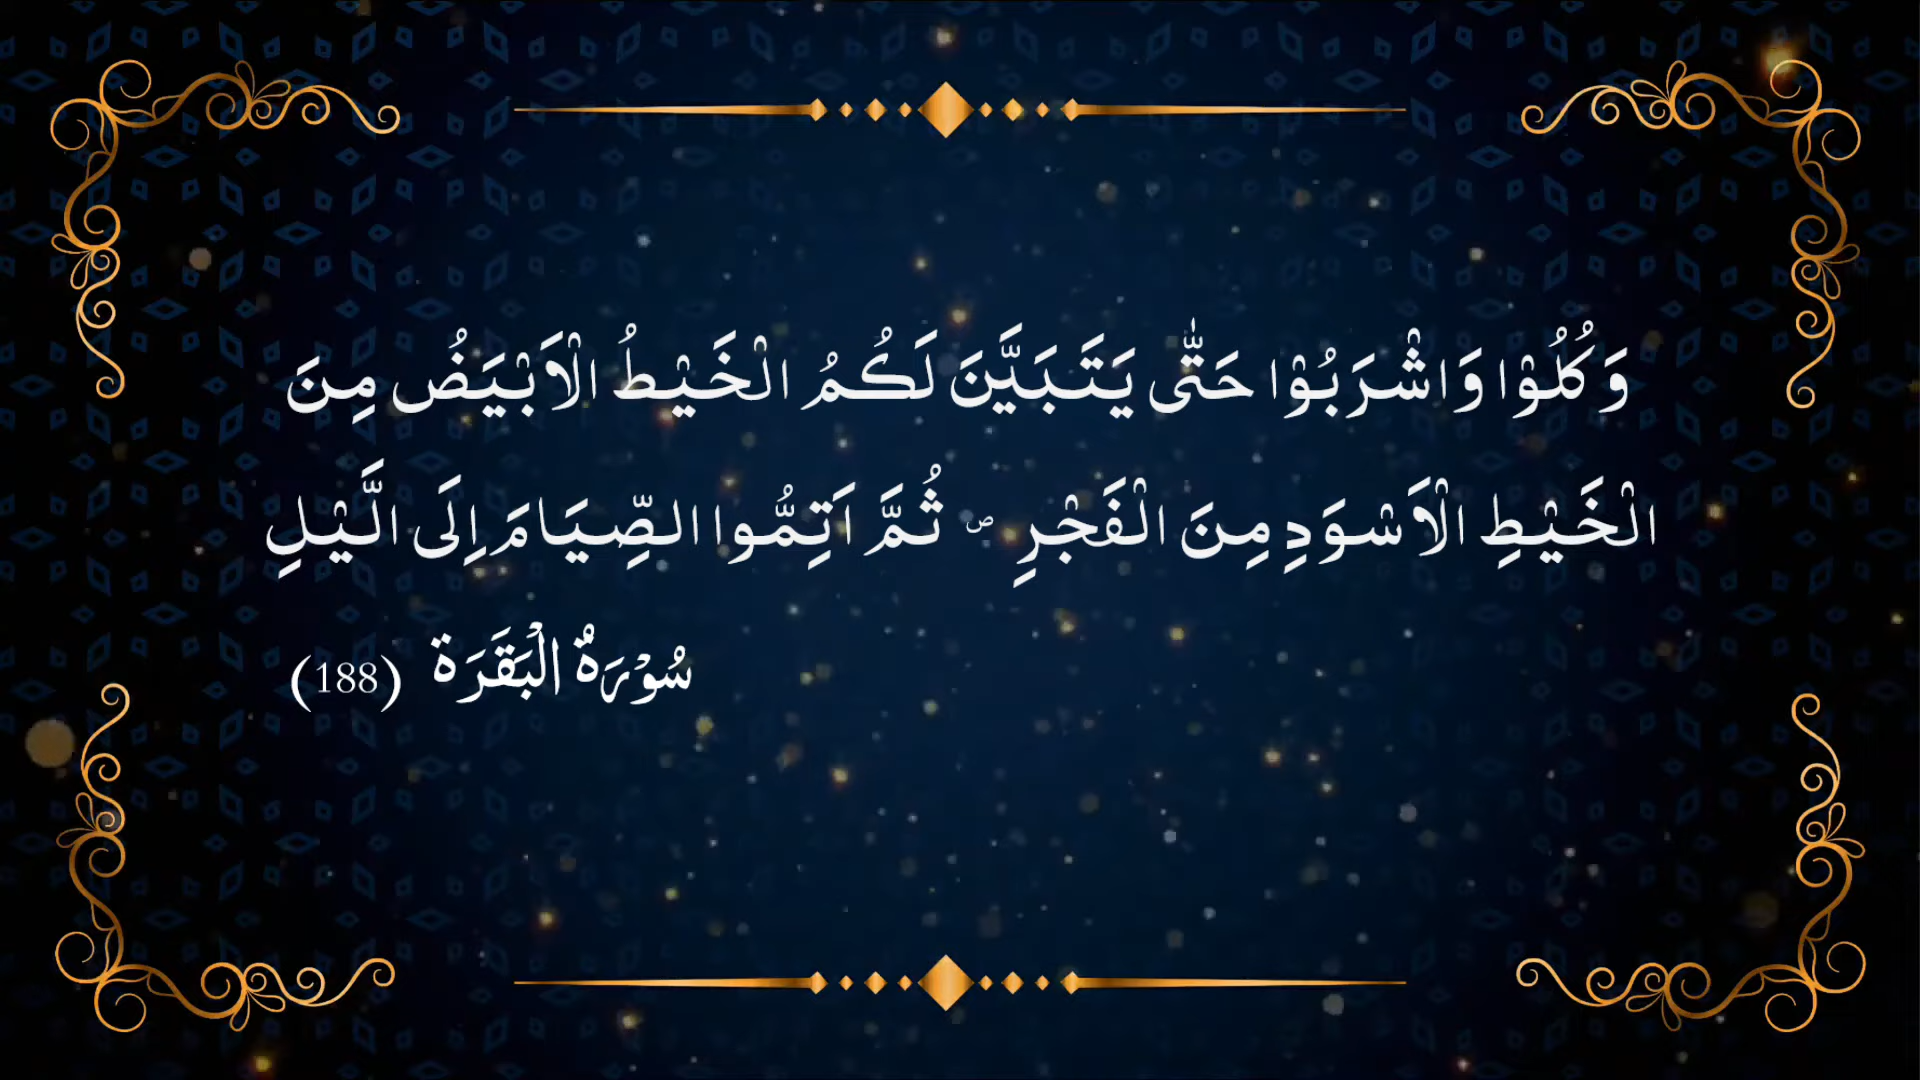 وَكُلُوْا وَاشْرَبُوْا حَتّٰى يَتَبَيَّنَ لَكُمُ الْخَيْطُ الْاَبْيَضُ مِنَ
الْخَيْطِ الْاَسْوَدِ مِنَ الْفَجْرِ ۖ ثُمَّ اَتِمُّوا الصِّيَامَ اِلَى الَّيْلِ
سُوْرَةُ الْبَقَرَة (188)